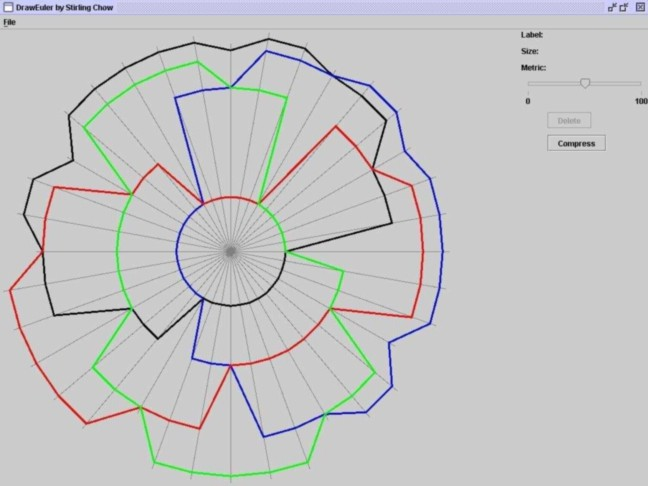 DrawEuler by Stirling Chow
File
Label:
Size:
Metric:
0 100
Delete
Compress